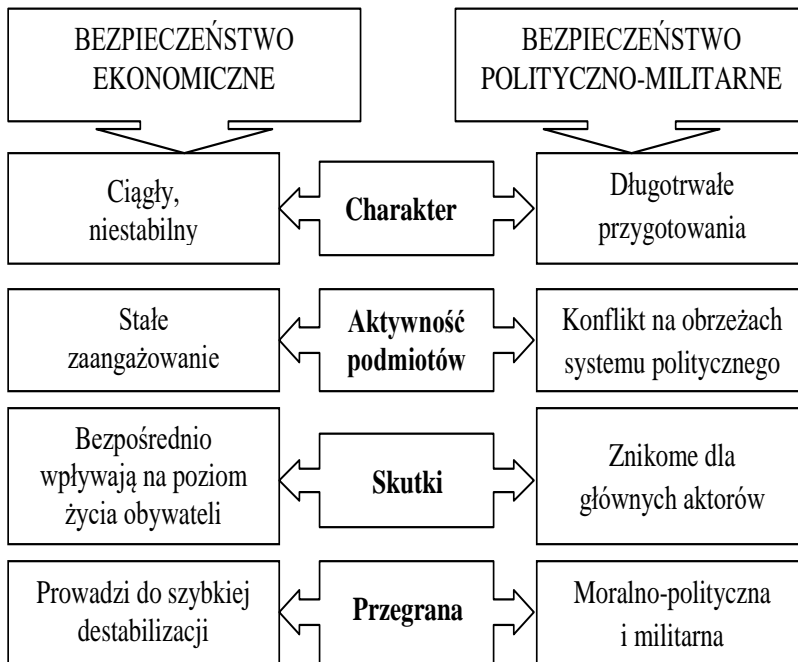 BEZPIECZEŃSTWO
EKONOMICZNE
BEZPIECZEŃSTWO
POLITYCZNO-MILITARNE
Ciągły,
niestabilny
Charakter
Długotrwałe
przygotowania
Stałe
zaangażowanie
Aktywność
podmiotów
Konflikt na obrzeżach
systemu politycznego
Bezpośrednio
wpływają na poziom
życia obywateli
Skutki
Znikome dla
głównych aktorów
Prowadzi do szybkiej
destabilizacji
Przegrana
Moralno-polityczna
i militarna